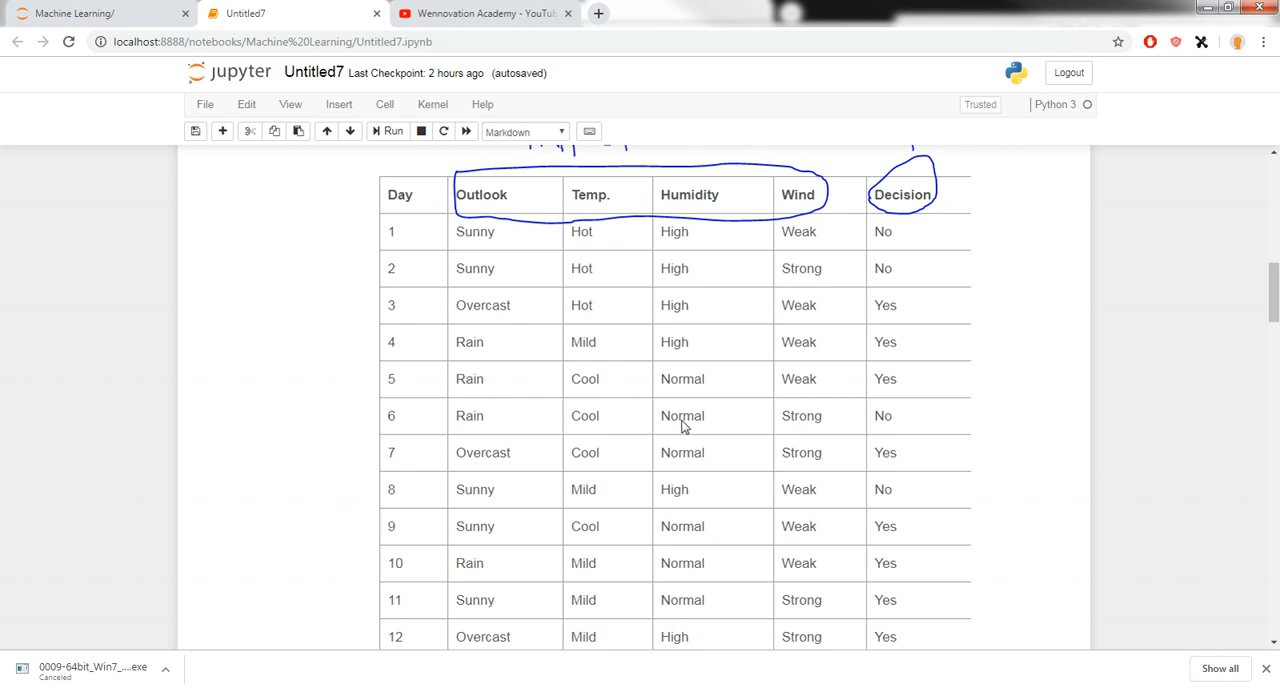 Machine Learning/ × Untitled7 × Wennovation Academy - YouTub × +
localhost:8888/notebooks/Machine%20Learning/Untitled7.ipynb
jupyter Untitled7 Last Checkpoint: 2 hours ago (autosaved) Logout
File Edit View Insert Cell Kernel Help Trusted Python 3
Run Markdown
Day Outlook Temp. Humidity Wind Decision
1 Sunny Hot High Weak No
2 Sunny Hot High Strong No
3 Overcast Hot High Weak Yes
4 Rain Mild High Weak Yes
5 Rain Cool Normal Weak Yes
6 Rain Cool Normal Strong No
7 Overcast Cool Normal Strong Yes
8 Sunny Mild High Weak No
9 Sunny Cool Normal Weak Yes
10 Rain Mild Normal Weak Yes
11 Sunny Mild Normal Strong Yes
12 Overcast Mild High Strong Yes
0009-64bit_Win7_....exe
Canceled
Show all